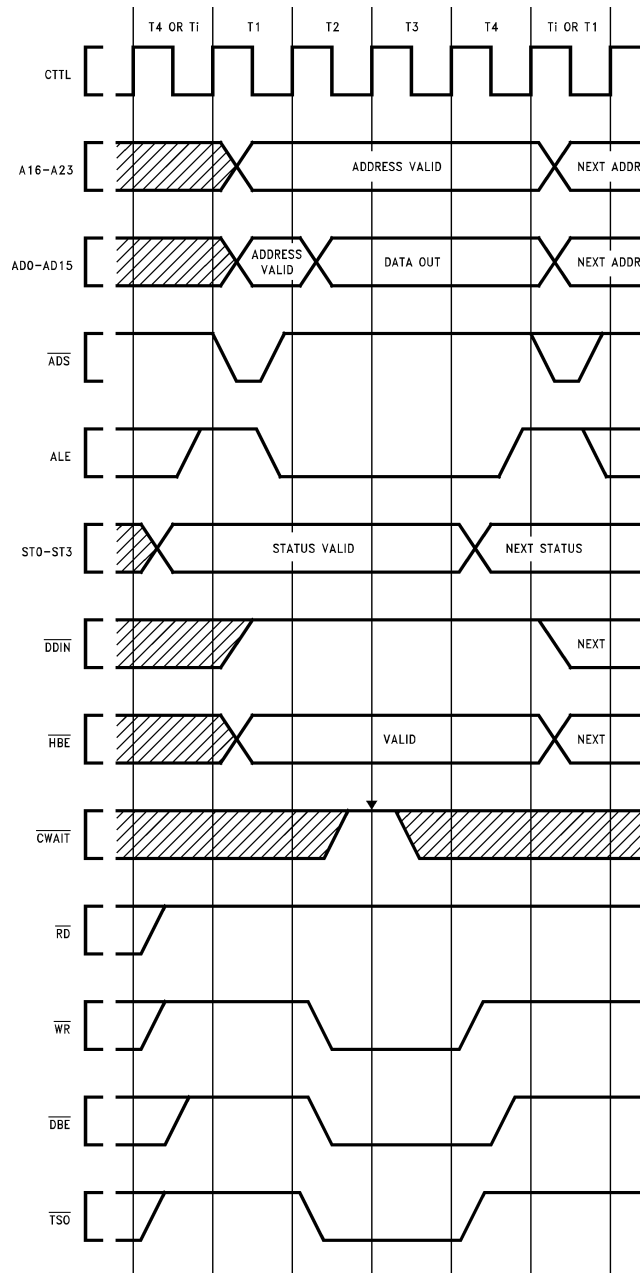 T4 OR Ti T1 T2 T3 T4 Ti OR T1
CTTL
A16-A23 ADDRESS VALID NEXT ADDR
AD0-AD15 ADDRESS VALID DATA OUT NEXT ADDR
ADS
ALE
ST0-ST3 STATUS VALID NEXT STATUS
DDIN NEXT
HBE VALID NEXT
CWAIT
RD
WR
DBE
TSO